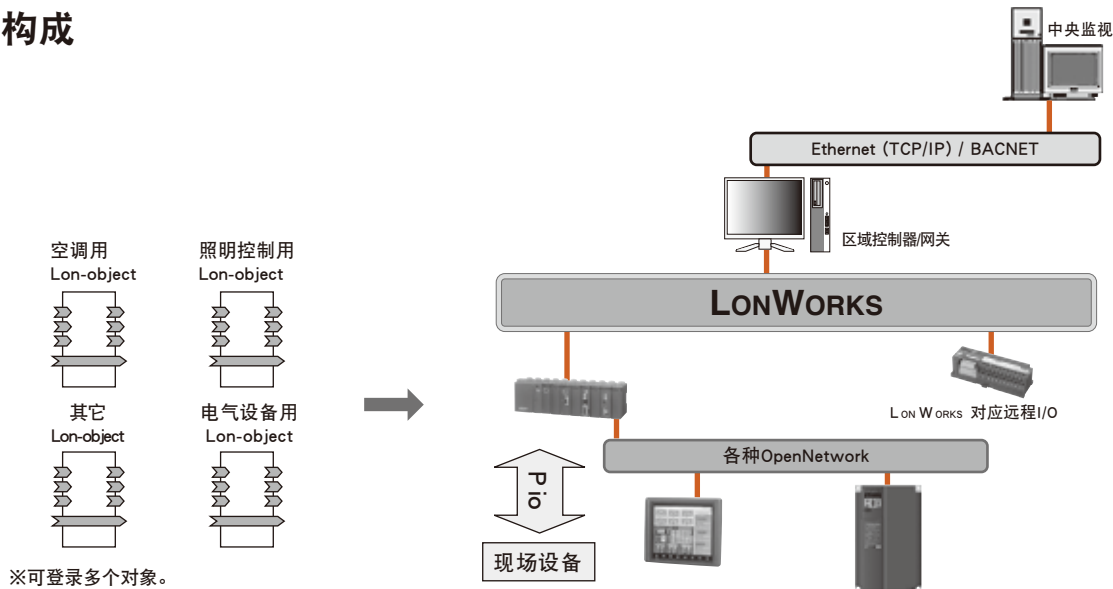 构成
中央监视
Ethernet (TCP/IP) / BACNET
区域控制器/网关
LONWORKS
LONWORKS 对应远程I/O
各种OpenNetwork
Pio
现场设备
空调用
Lon-object
照明控制用
Lon-object
其它
Lon-object
电气设备用
Lon-object
※可登录多个对象。